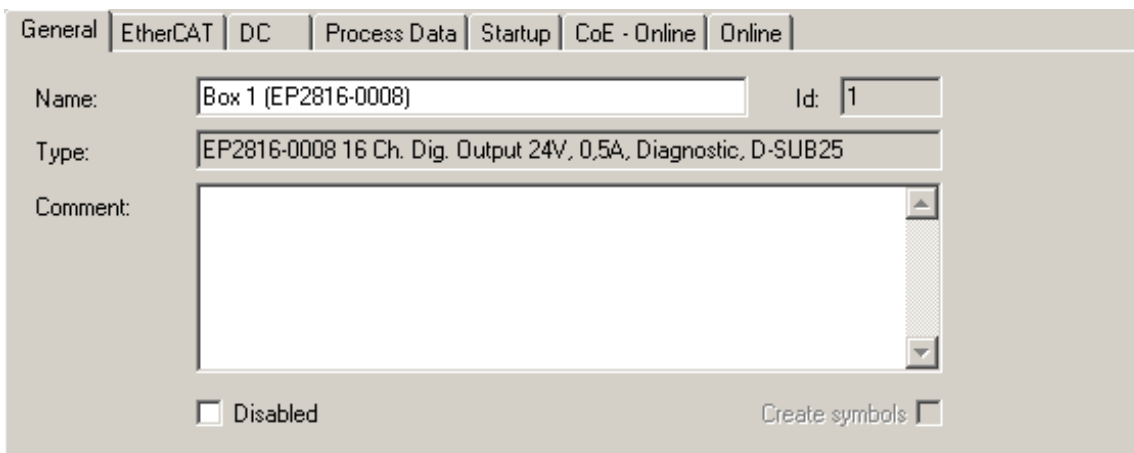 General EtherCAT DC Process Data Startup CoE - Online Online
Name: Box 1 (EP2816-0008) Id: 1
Type: EP2816-0008 16 Ch. Dig. Output 24V, 0,5A, Diagnostic, D-SUB25
Comment:
Disabled Create symbols